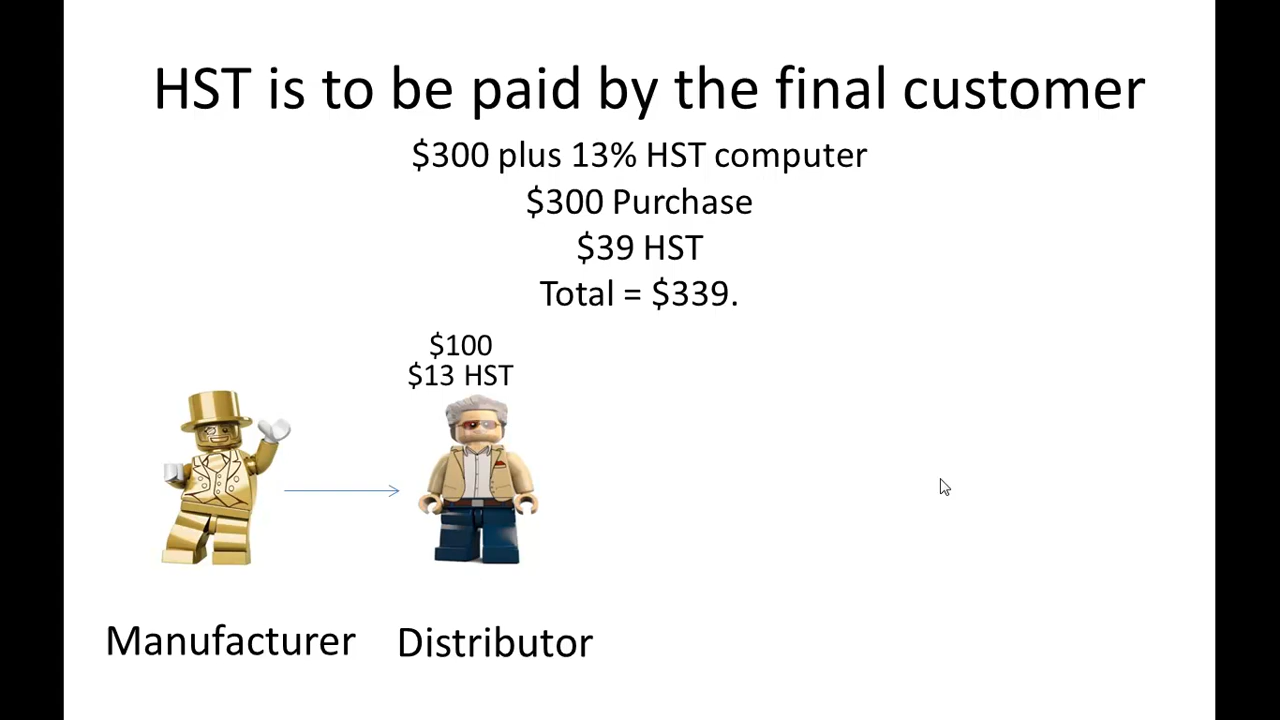 HST is to be paid by the final customer
$300 plus 13% HST computer
$300 Purchase
$39 HST
Total = $339.
$100
$13 HST
Manufacturer
Distributor